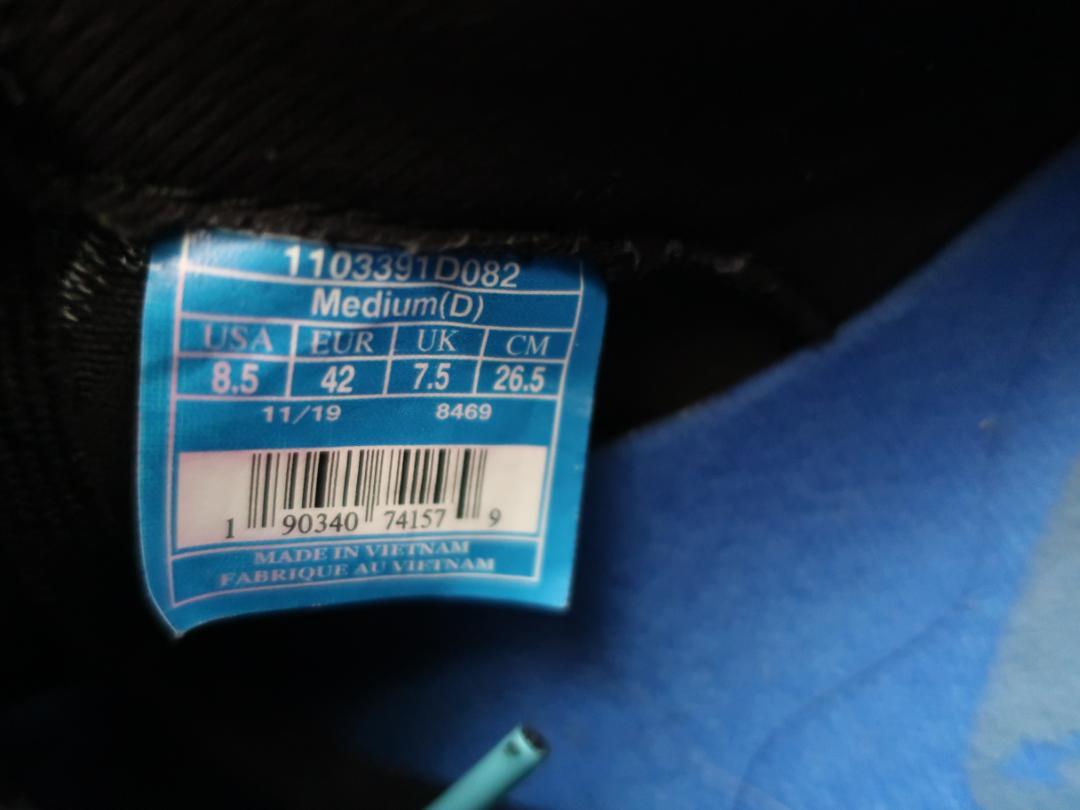 1103391D082
Medium(D)
USA EUR UK CM
8.5 42 7.5 26.5
11/19 8469
1 90340 74157 9
MADE IN VIETNAM
FABRIQUE AU VIETNAM